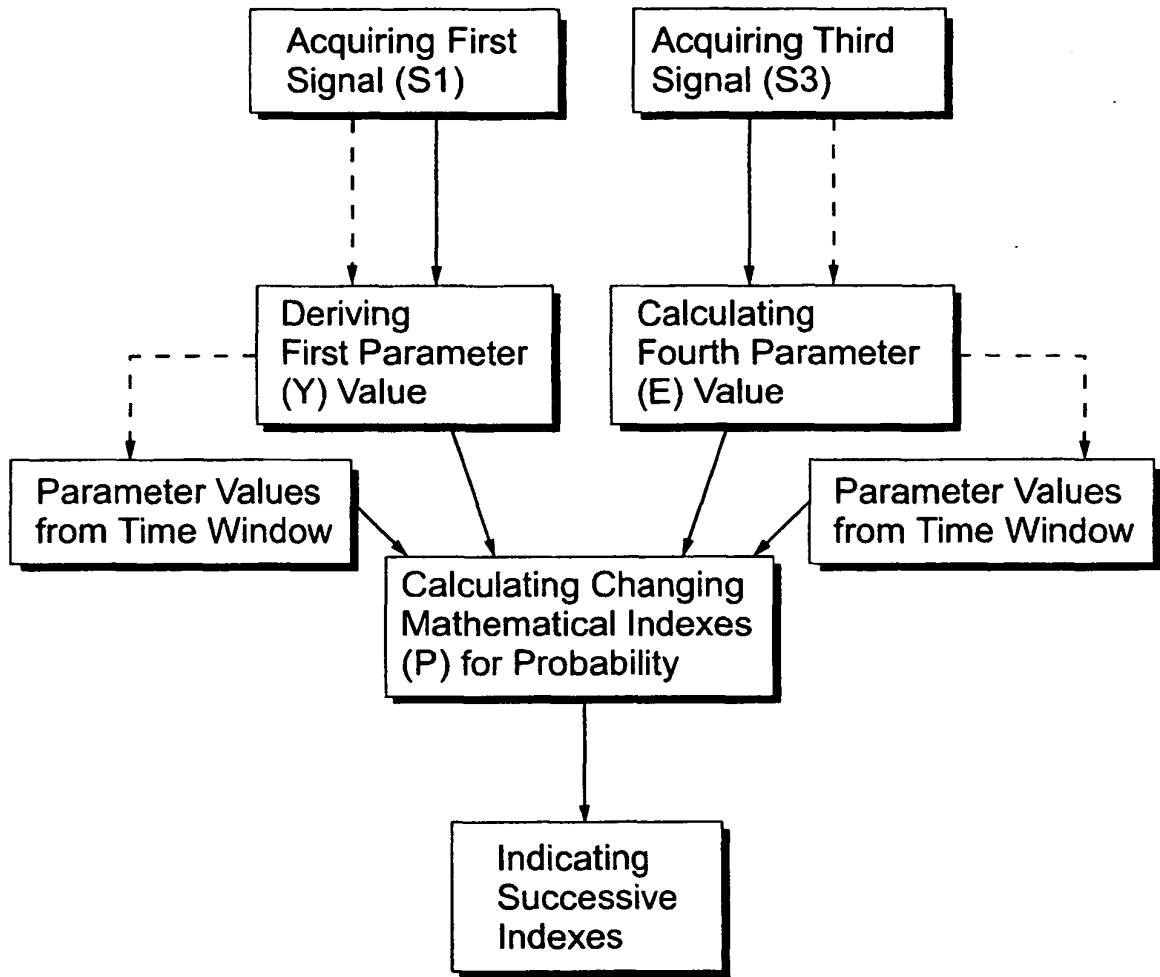 Acquiring First
Signal (S1)
Acquiring Third
Signal (S3)
Deriving
First Parameter
(Y) Value
Calculating
Fourth Parameter
(E) Value
Parameter Values
from Time Window
Parameter Values
from Time Window
Calculating Changing
Mathematical Indexes
(P) for Probability
Indicating
Successive
Indexes